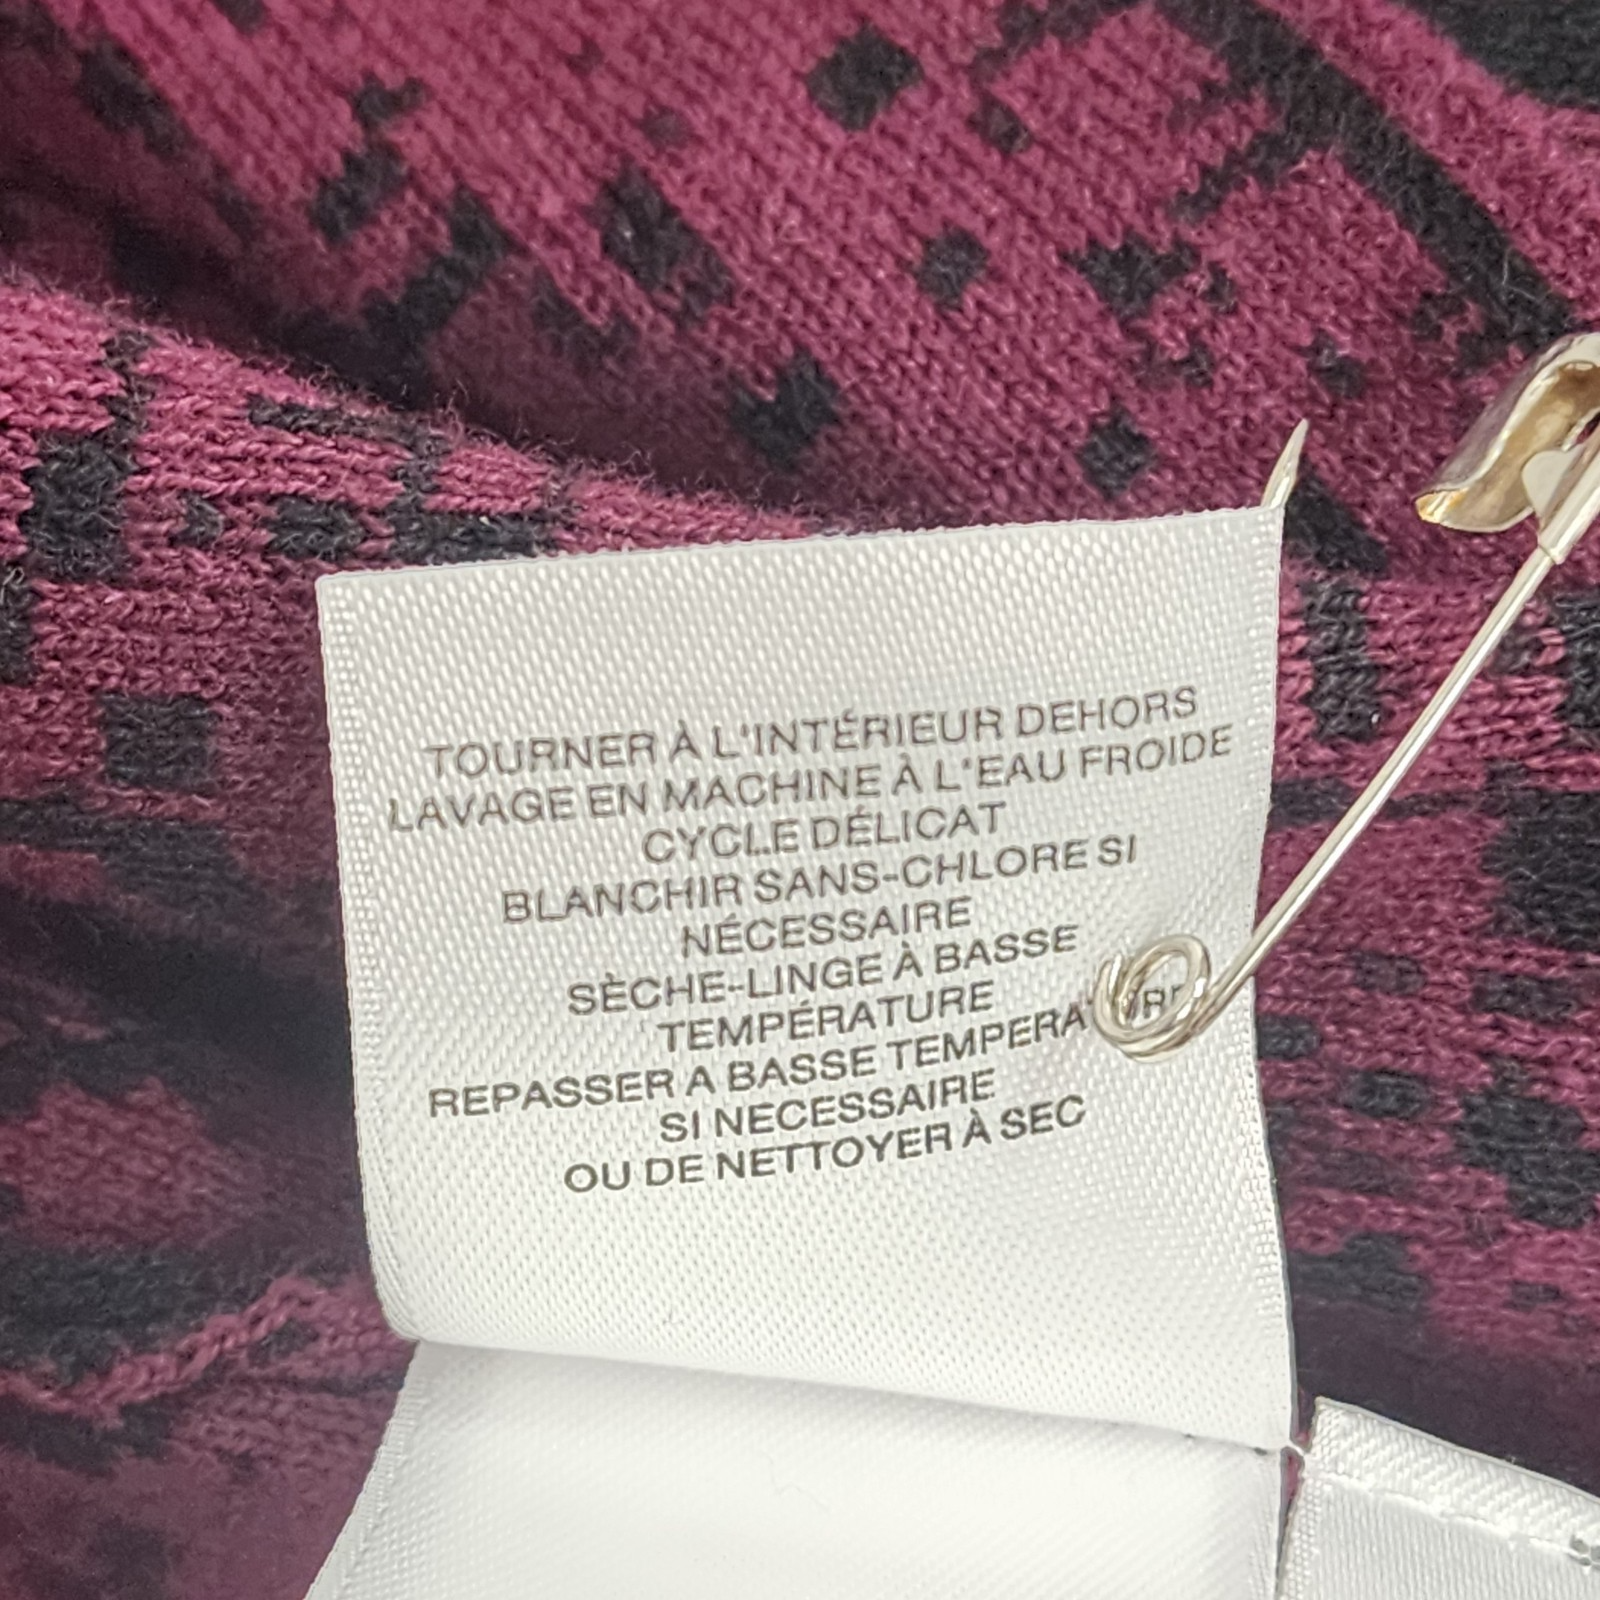 TOURNER À L'INTÉRIEUR DEHORS
LAVAGE EN MACHINE À L'EAU FROIDE
CYCLE DÉLICAT
BLANCHIR SANS-CHLORE SI
NÉCESSAIRE
SÈCHE-LINGE À BASSE
TEMPÉRATURE
REPASSER A BASSE TEMPERATURE
SI NECESSAIRE
OU DE NETTOYER À SEC